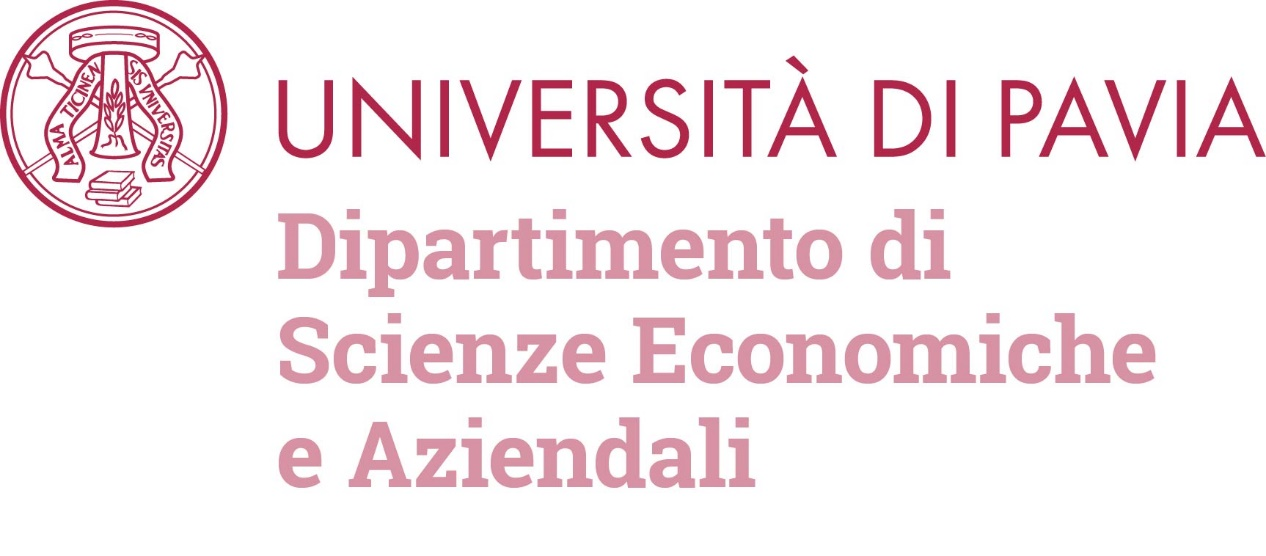 ALMA TICINENSIS UNIVERSITAS
UNIVERSITÀ DI PAVIA
Dipartimento di
Scienze Economiche
e Aziendali